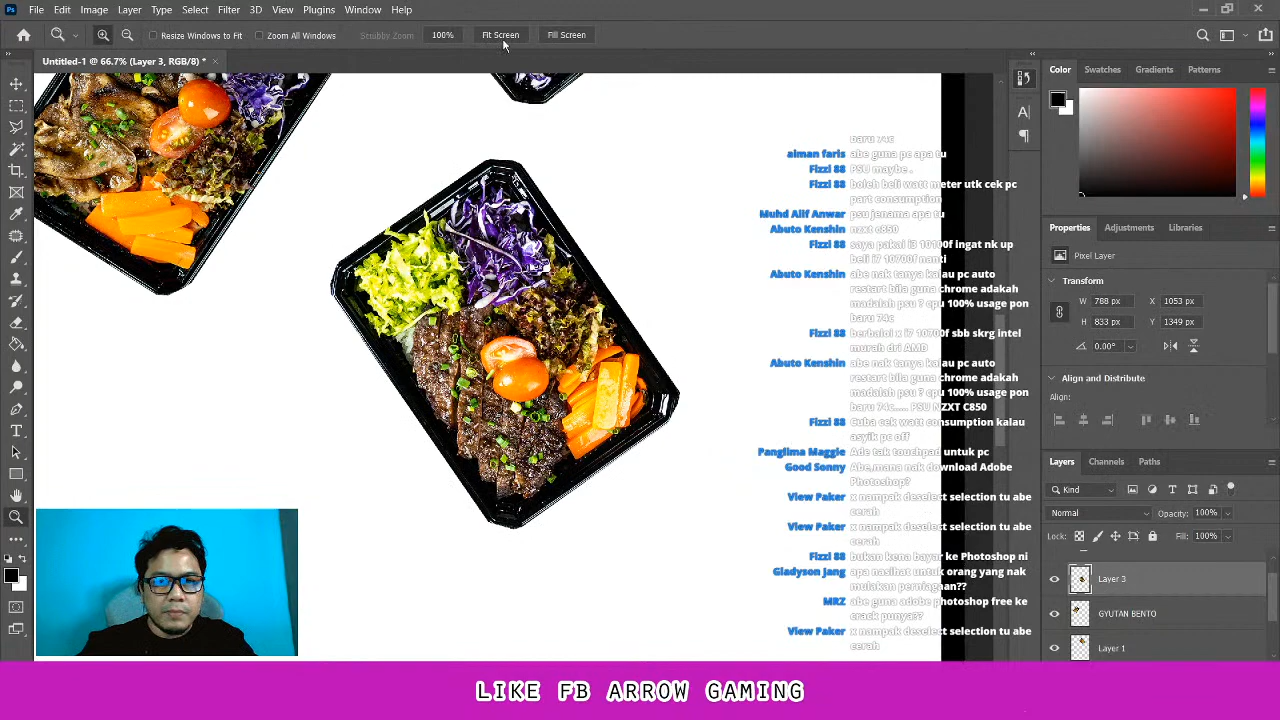 Ps File Edit Image Layer Type Select Filter 3D View Plugins Window Help
Resize Windows to Fit Zoom All Windows Scrubby Zoom 100% Fit Screen Fill Screen
Untitled-1 @ 66.7% (Layer 3, RGB/8) *
Color Swatches Gradients Patterns
Properties Adjustments Libraries
Pixel Layer
Transform
W 788 px X 1053 px
H 833 px Y 1349 px
0.00°
Align and Distribute
Align:
Layers Channels Paths
Kind
Normal Opacity: 100%
Lock: Fill: 100%
Layer 3
GYUTAN BENTO
Layer 1
baru 74c
aiman faris abe guna pc apa tu
Fizzi 88 PSU maybe .
Fizzi 88 boleh beli watt meter utk cek pc
part consumption
Muhd Alif Anwar psu jenama apa tu
Abuto Kenshin nzxt c850
Fizzi 88 saya pakai i3 10100f ingat nk up
beli i7 10700f nanti
Abuto Kenshin abe nak tanya kalau pc auto
restart bila guna chrome adakah
madalah psu ? cpu 100% usage pon
baru 74c
Fizzi 88 berbaloi x i7 10700f sbb skrg intel
murah dri AMD
Abuto Kenshin abe nak tanya kalau pc auto
restart bila guna chrome adakah
madalah psu ? cpu 100% usage pon
baru 74c..... PSU NZXT C850
Fizzi 88 Cuba cek watt consumption kalau
asyik pc off
Panglima Maggie Ade tak touchpad untuk pc
Good Sonny Abe,mana nak download Adobe
Photoshop?
View Paker x nampak deselect selection tu abe
cerah
View Paker x nampak deselect selection tu abe
cerah
Fizzi 88 bukan kena bayar ke Photoshop ni
Gladyson Jang apa nasihat untuk orang yang nak
mulakan perniagaan??
MRZ abe guna adobe photoshop free ke
crack punya??
View Paker x nampak deselect selection tu abe
cerah
LIKE FB ARROW GAMING